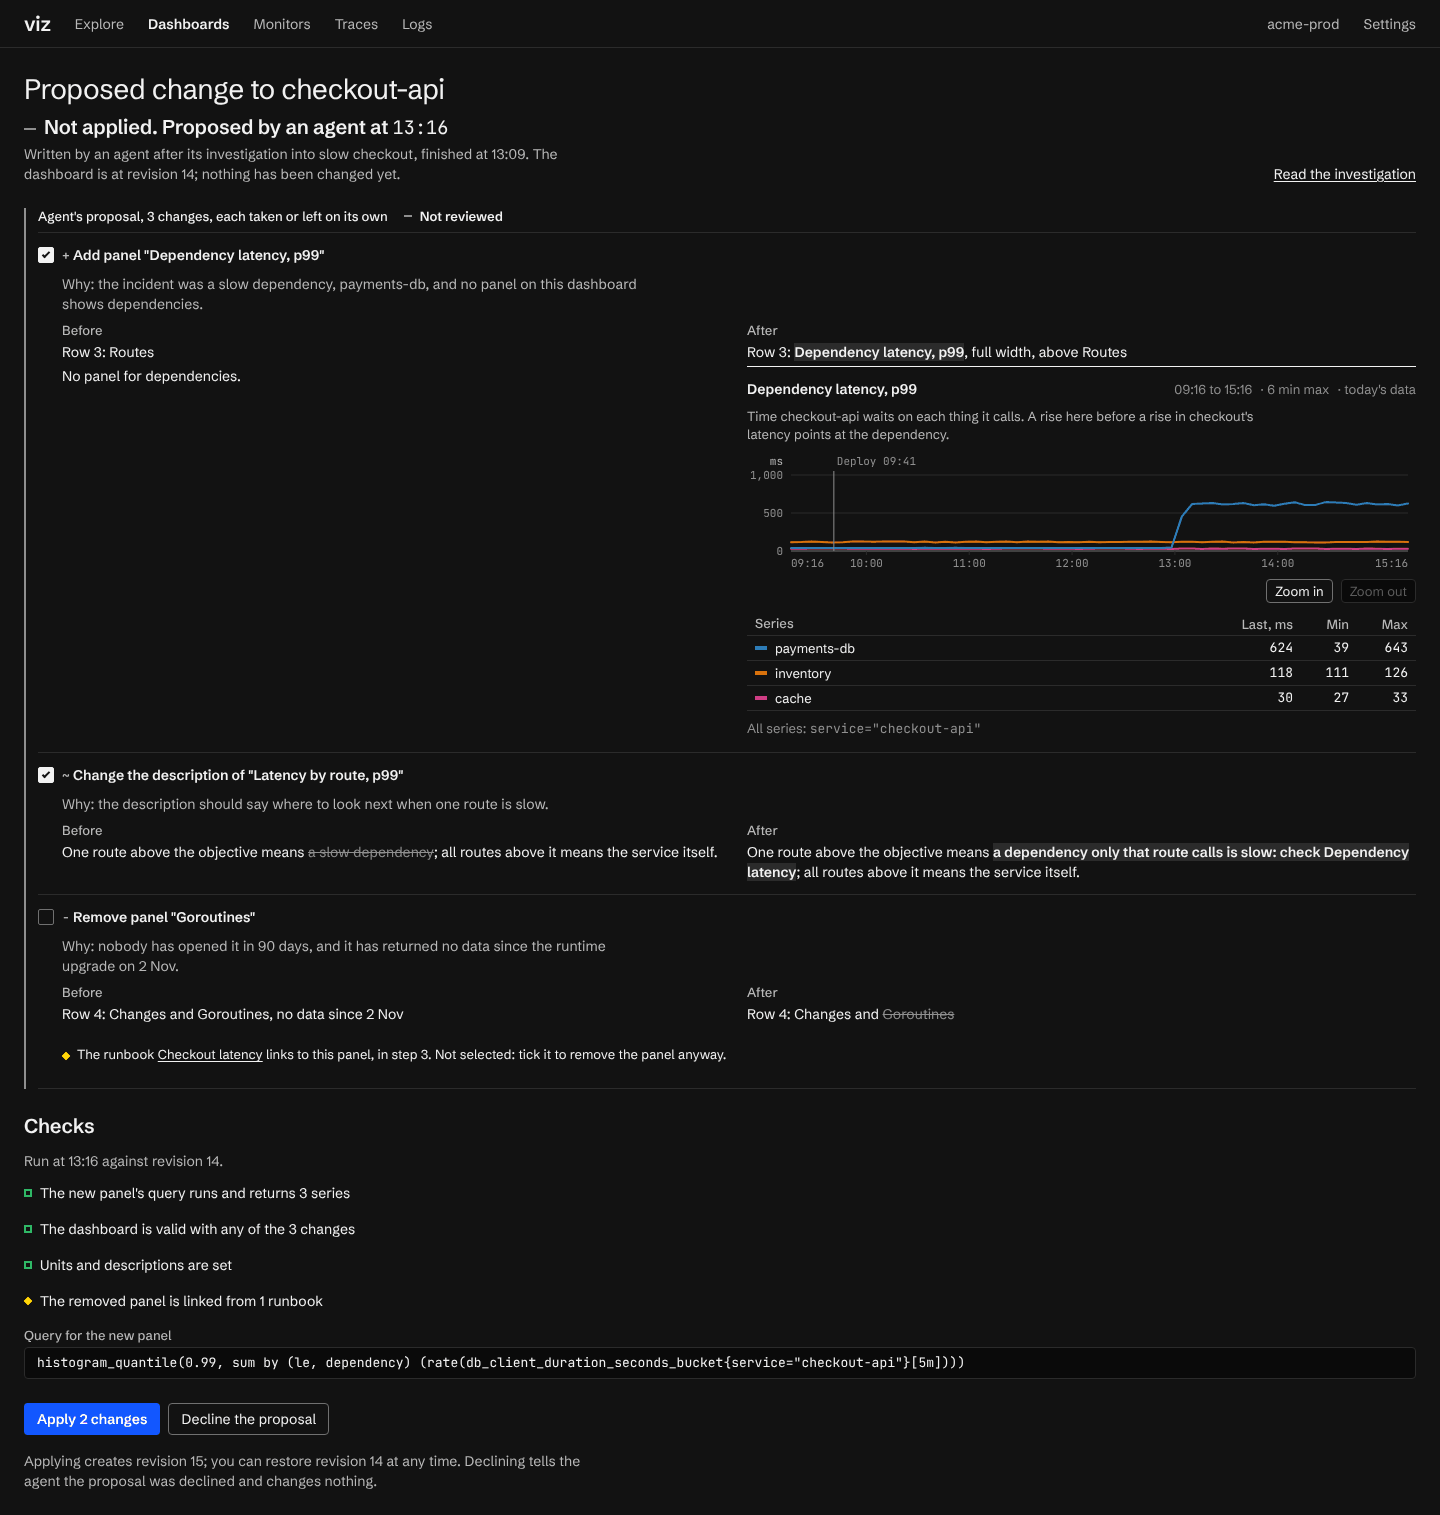 viz Explore Dashboards Monitors Traces Logs acme-prod Settings
Proposed change to checkout-api
— Not applied. Proposed by an agent at 13:16
Written by an agent after its investigation into slow checkout, finished at 13:09. The
dashboard is at revision 14; nothing has been changed yet.
Read the investigation
Agent's proposal, 3 changes, each taken or left on its own — Not reviewed
+ Add panel "Dependency latency, p99"
Why: the incident was a slow dependency, payments-db, and no panel on this dashboard
shows dependencies.
Before
Row 3: Routes
No panel for dependencies.
After
Row 3: Dependency latency, p99, full width, above Routes
Dependency latency, p99 09:16 to 15:16 · 6 min max · today's data
Time checkout-api waits on each thing it calls. A rise here before a rise in checkout's
latency points at the dependency.
ms Deploy 09:41
1,000
500
0
09:16 10:00 11:00 12:00 13:00 14:00 15:16
Zoom in Zoom out
Series Last, ms Min Max
payments-db 624 39 643
inventory 118 111 126
cache 30 27 33
All series: service="checkout-api"
~ Change the description of "Latency by route, p99"
Why: the description should say where to look next when one route is slow.
Before
One route above the objective means a slow dependency; all routes above it means the service itself.
After
One route above the objective means a dependency only that route calls is slow: check Dependency
latency; all routes above it means the service itself.
- Remove panel "Goroutines"
Why: nobody has opened it in 90 days, and it has returned no data since the runtime
upgrade on 2 Nov.
Before
Row 4: Changes and Goroutines, no data since 2 Nov
After
Row 4: Changes and Goroutines
The runbook Checkout latency links to this panel, in step 3. Not selected: tick it to remove the panel anyway.
Checks
Run at 13:16 against revision 14.
The new panel's query runs and returns 3 series
The dashboard is valid with any of the 3 changes
Units and descriptions are set
The removed panel is linked from 1 runbook
Query for the new panel
histogram_quantile(0.99, sum by (le, dependency) (rate(db_client_duration_seconds_bucket{service="checkout-api"}[5m])))
Apply 2 changes Decline the proposal
Applying creates revision 15; you can restore revision 14 at any time. Declining tells the
agent the proposal was declined and changes nothing.